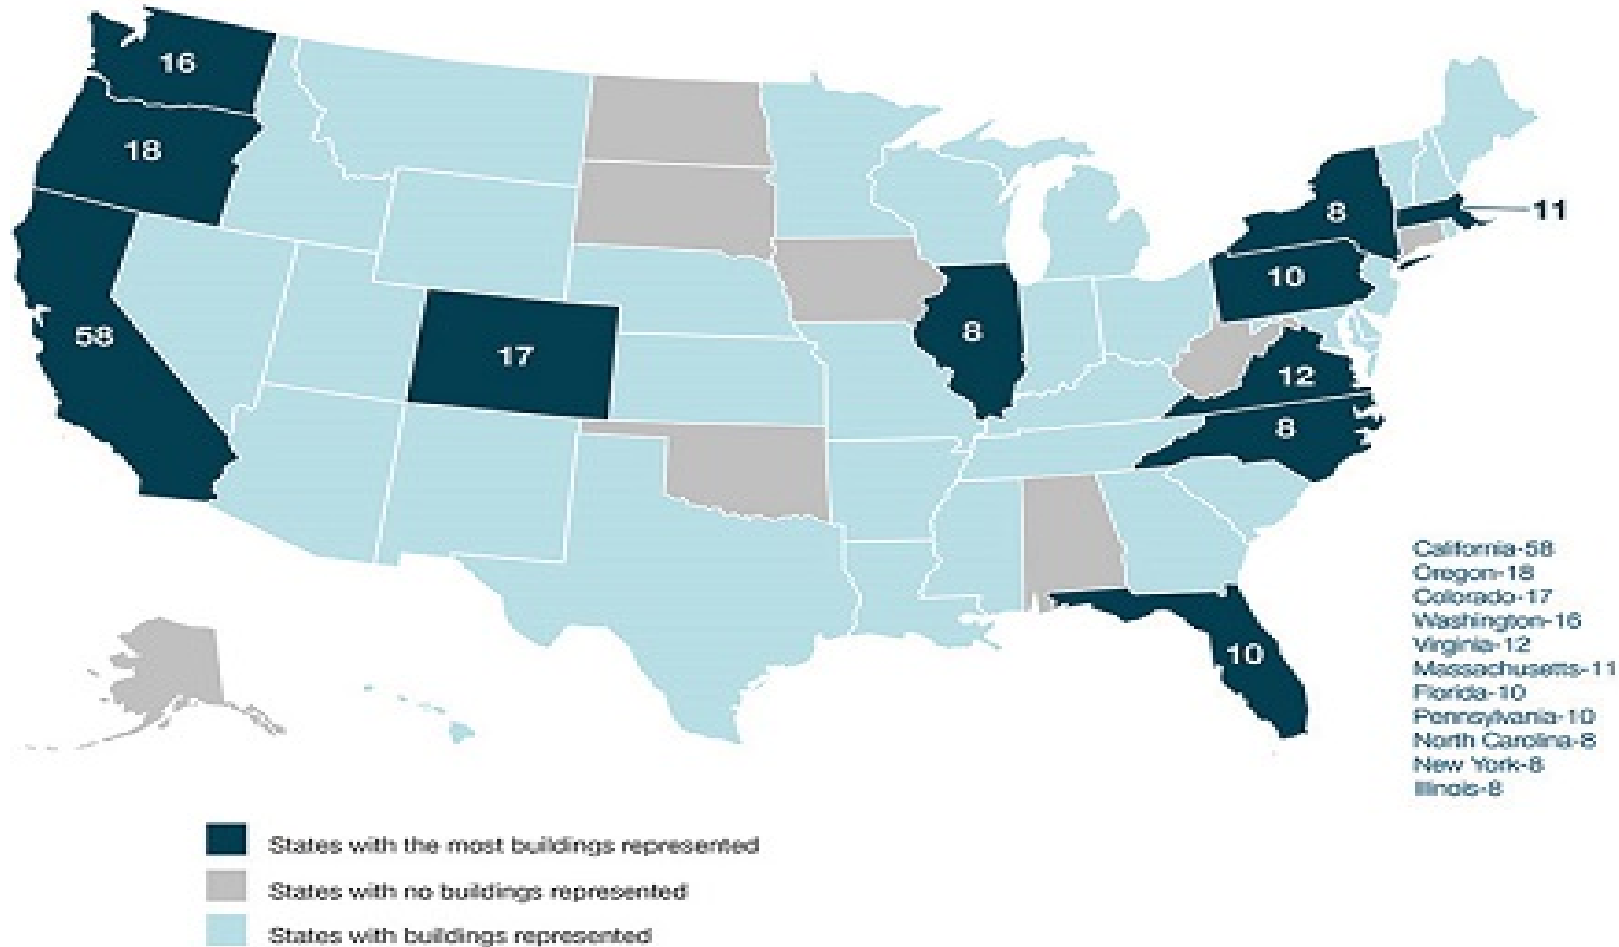 16
18
58
17
8
8
11
10
12
8
10
California-58
Oregon-18
Colorado-17
Washington-16
Virginia-12
Massachusetts-11
Florida-10
Pennsylvania-10
North Carolina-8
New York-8
Illinois-8
States with the most buildings represented
States with no buildings represented
States with buildings represented